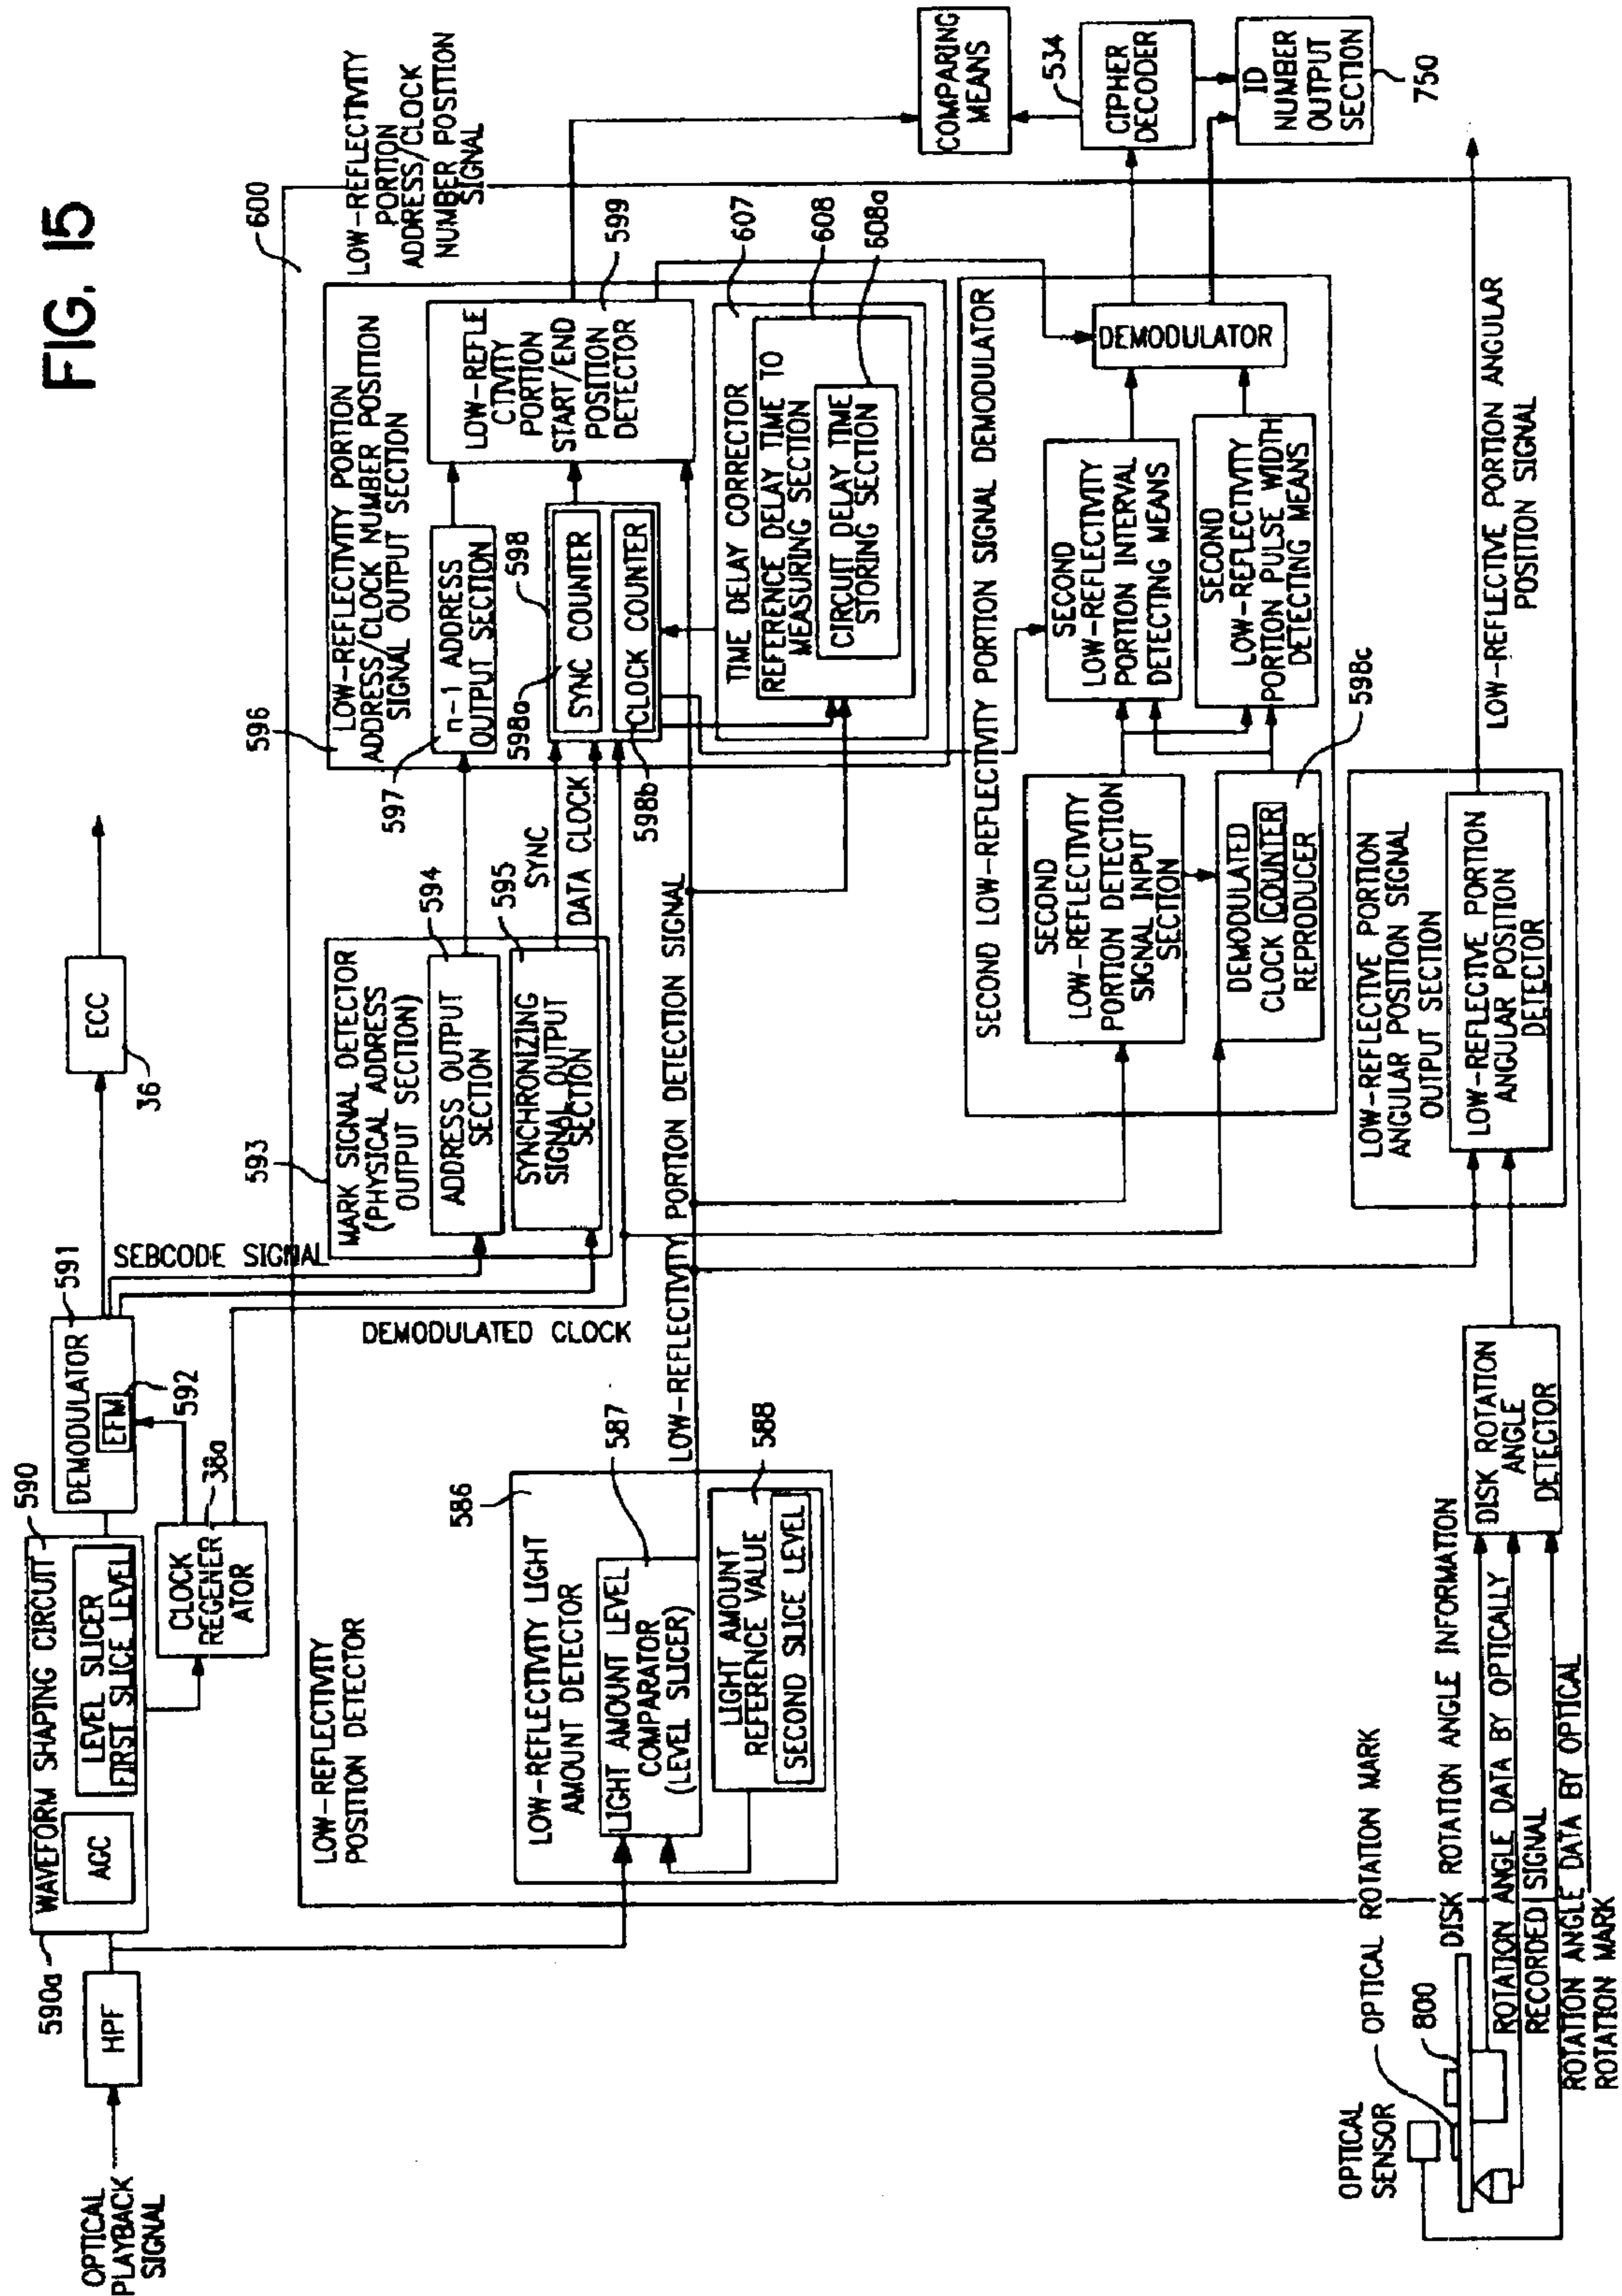 FIG. 15
OPTICAL
PLAYBACK
SIGNAL
HPF
590a
WAVEFORM SHAPING CIRCUIT
590
AGC
LEVEL SLICER
FIRST SLICE LEVEL
CLOCK
REGENER
ATOR
38a
DEMODULATOR
591
EFM
592
ECC
36
SEBCODE SIGNAL
DEMODULATED CLOCK
LOW-REFLECTIVITY
POSITION DETECTOR
600
586
LOW-REFLECTIVITY LIGHT
AMOUNT DETECTOR
LIGHT AMOUNT LEVEL
COMPARATOR
(LEVEL SLICER)
587
LIGHT AMOUNT
REFERENCE VALUE
588
SECOND SLICE LEVEL
LOW-REFLECTIVITY PORTION DETECTION SIGNAL
593
MARK SIGNAL DETECTOR
(PHYSICAL ADDRESS
OUTPUT SECTION)
594
ADDRESS OUTPUT
SECTION
595
SYNCHRONIZING
SIGNAL OUTPUT
SECTION
SYNC
DATA CLOCK
596
LOW-REFLECTIVITY PORTION
ADDRESS/CLOCK NUMBER POSITION
SIGNAL OUTPUT SECTION
597
n-1 ADDRESS
OUTPUT SECTION
598
598a
SYNC COUNTER
CLOCK COUNTER
598b
LOW-REFLE
CTIVITY
PORTION
START/END
POSITION
DETECTOR
599
LOW-REFLECTIVITY
PORTION
ADDRESS/CLOCK
NUMBER POSITION
SIGNAL
607
TIME DELAY CORRECTOR
608
REFERENCE DELAY TIME TO
MEASURING SECTION
608a
CIRCUIT DELAY TIME
STORING SECTION
SECOND LOW-REFLECTIVITY PORTION SIGNAL DEMODULATOR
SECOND
LOW-REFLECTIVITY
PORTION DETECTION
SIGNAL INPUT
SECTION
DEMODULATED
CLOCK COUNTER
REPRODUCER
598c
SECOND
LOW-REFLECTIVITY
PORTION INTERVAL
DETECTING MEANS
SECOND
LOW-REFLECTIVITY
PORTION PULSE WIDTH
DETECTING MEANS
DEMODULATOR
COMPARING
MEANS
534
CIPHER
DECODER
ID
NUMBER
OUTPUT
SECTION
750
LOW-REFLECTIVE PORTION
ANGULAR POSITION SIGNAL
OUTPUT SECTION
LOW-REFLECTIVE PORTION
ANGULAR POSITION
DETECTOR
LOW-REFLECTIVE PORTION ANGULAR
POSITION SIGNAL
DISK ROTATION
ANGLE
DETECTOR
OPTICAL
SENSOR
OPTICAL ROTATION MARK
800
DISK ROTATION ANGLE INFORMATION
ROTATION ANGLE DATA BY OPTICALLY
RECORDED SIGNAL
ROTATION ANGLE DATA BY OPTICAL
ROTATION MARK